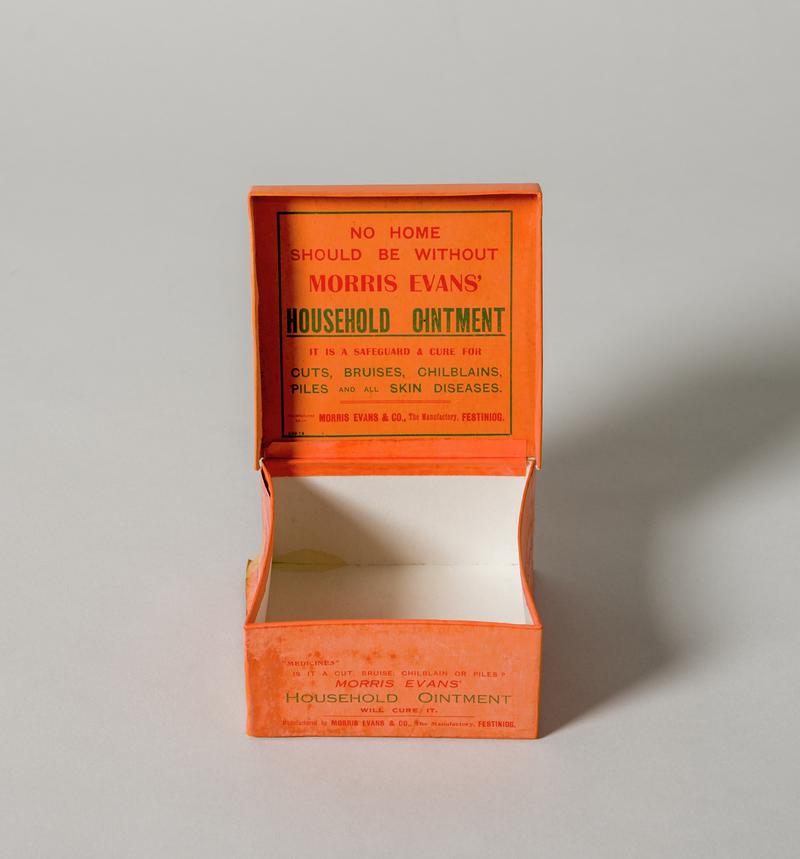 NO HOME
SHOULD BE WITHOUT
MORRIS EVANS'
HOUSEHOLD OINTMENT
IT IS A SAFEGUARD & CURE FOR
CUTS, BRUISES, CHILBLAINS,
PILES AND ALL SKIN DISEASES.
MORRIS EVANS & CO., The Manufactory, FESTINIOG.
"MEDICINES"
IS IT A CUT, BRUISE, CHILBLAIN OR PILES?
MORRIS EVANS'
HOUSEHOLD OINTMENT
WILL CURE IT.
Manufactured by MORRIS EVANS & CO., The Manufactory, FESTINIOG.